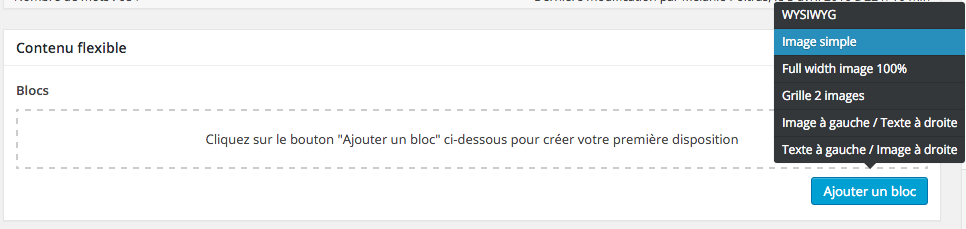 WYSIWYG
Contenu flexible
Image simple
Full width image 100%
Blocs
Grille 2 images
Image à gauche / Texte à droite
Cliquez sur le bouton "Ajouter un bloc" ci-dessous pour créer votre première disposition
Texte à gauche / Image à droite
Ajouter un bloc